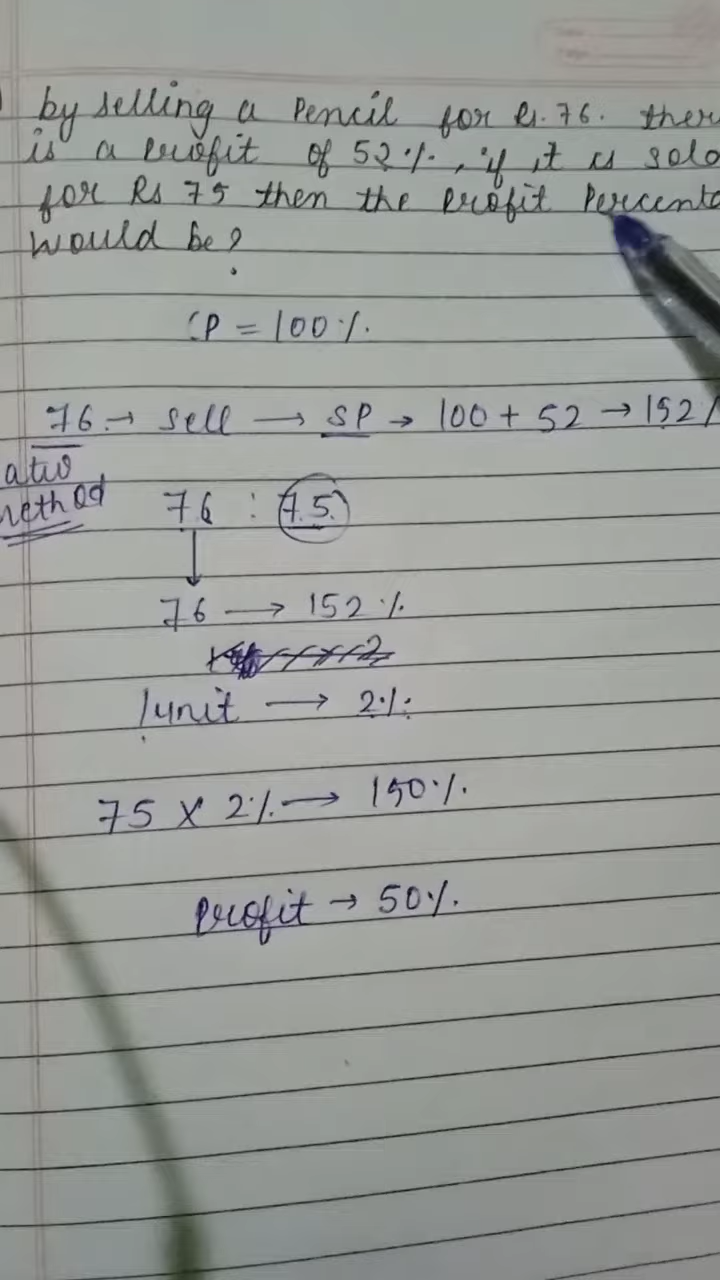 by selling a Pencil for Rs.76. ther
is a Profit of 52%, if it is sold
for Rs 75 then the Profit Percenta
would be?
CP = 100%.
76 → Sell → SP → 100 + 52 → 152%
atio
method
76 : 75
76 → 152%
1unit → 2%
75 x 2% → 150%.
Profit → 50%.